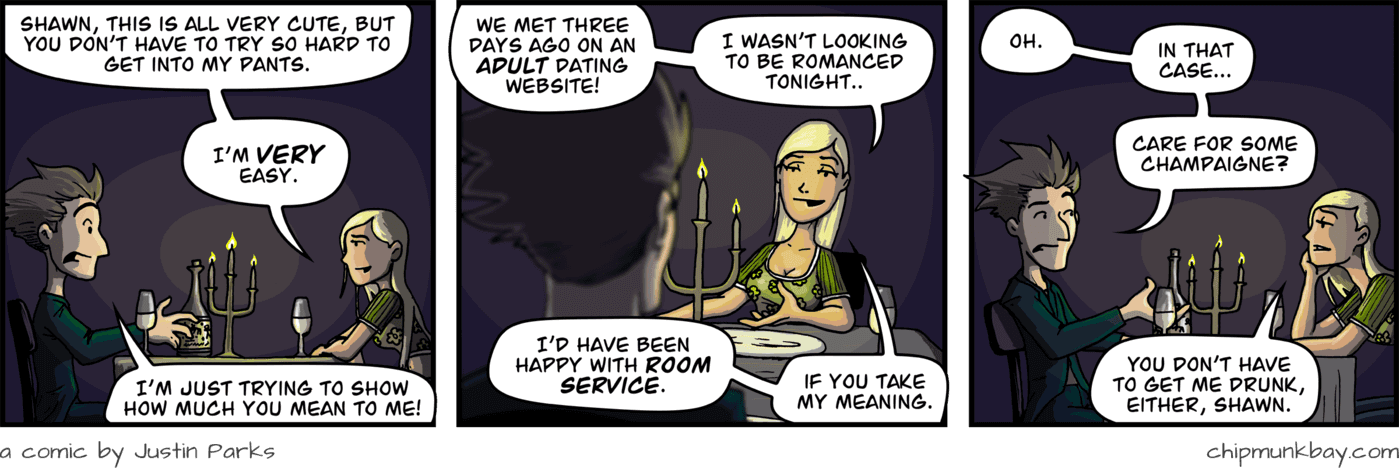 SHAWN, THIS IS ALL VERY CUTE, BUT
YOU DON'T HAVE TO TRY SO HARD TO
GET INTO MY PANTS.
I'M VERY
EASY.
I'M JUST TRYING TO SHOW
HOW MUCH YOU MEAN TO ME!
WE MET THREE
DAYS AGO ON AN
ADULT DATING
WEBSITE!
I WASN'T LOOKING
TO BE ROMANCED
TONIGHT..
I'D HAVE BEEN
HAPPY WITH ROOM
SERVICE.
IF YOU TAKE
MY MEANING.
OH.
IN THAT
CASE...
CARE FOR SOME
CHAMPAIGNE?
YOU DON'T HAVE
TO GET ME DRUNK,
EITHER, SHAWN.
a comic by Justin Parks
chipmunkbay.com